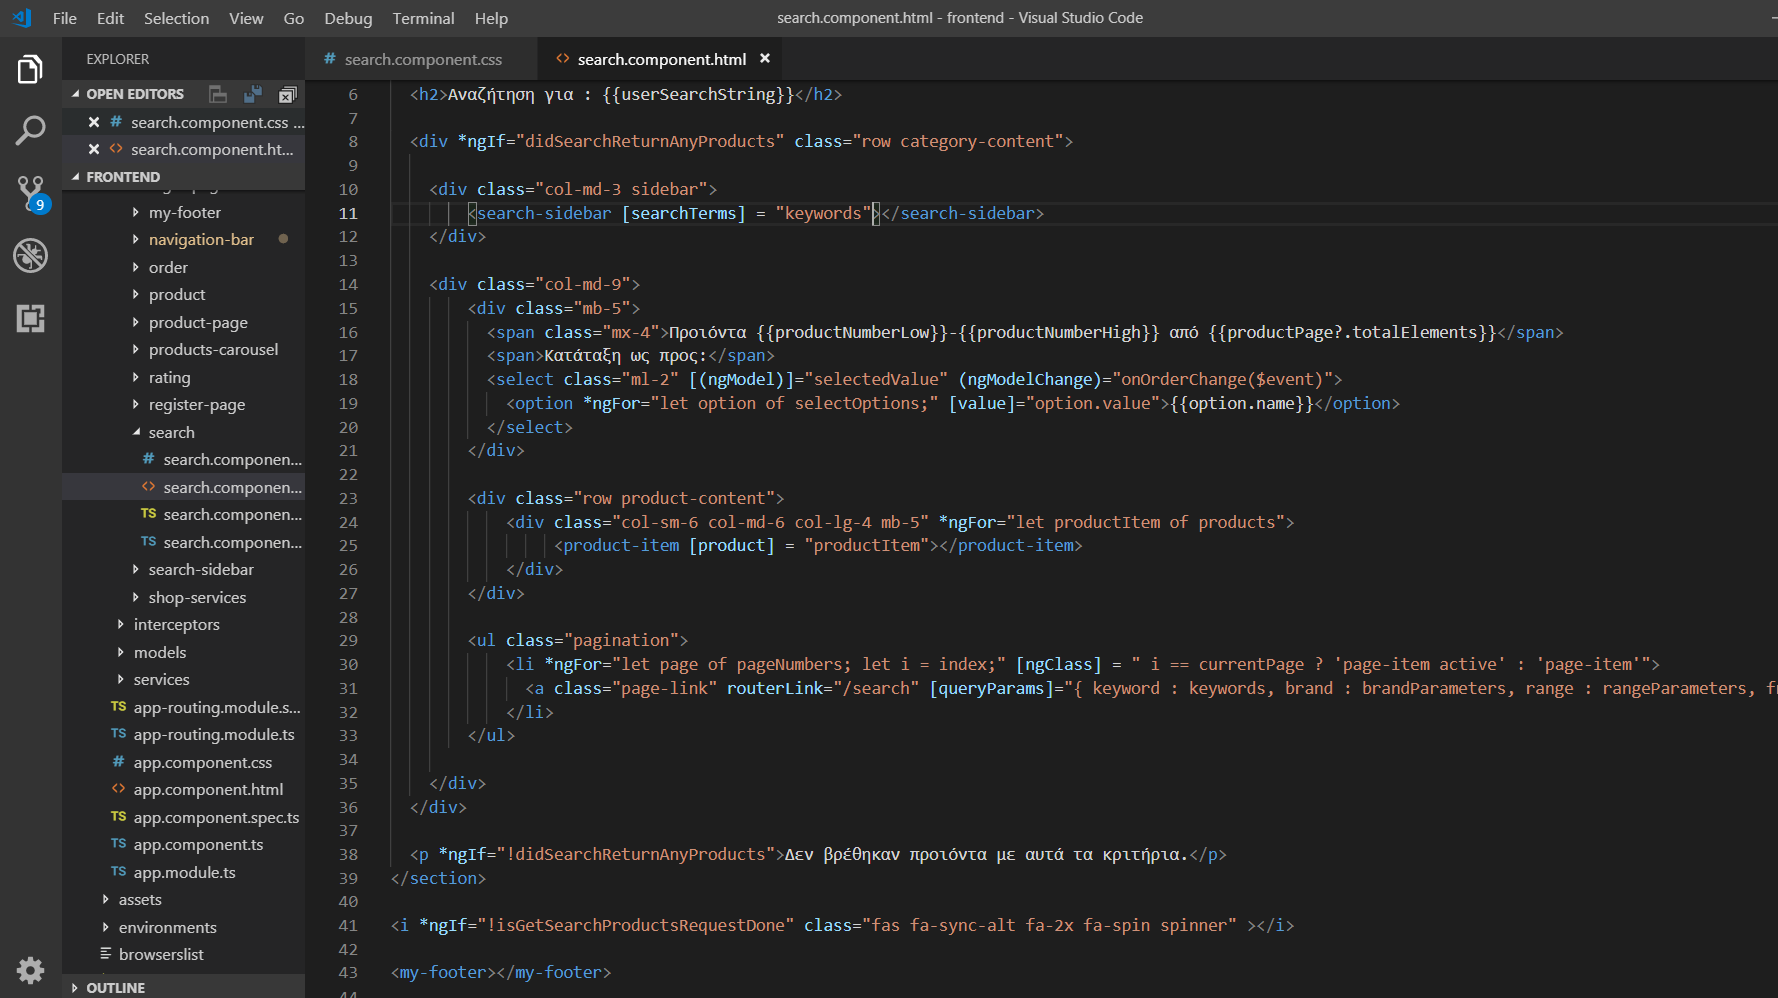 File Edit Selection View Go Debug Terminal Help
search.component.html - frontend - Visual Studio Code
EXPLORER
OPEN EDITORS
search.component.css ...
search.component.ht...
FRONTEND
my-footer
navigation-bar
order
product
product-page
products-carousel
rating
register-page
search
search.componen...
search.componen...
TS search.componen...
TS search.componen...
search-sidebar
shop-services
interceptors
models
services
TS app-routing.module.s...
TS app-routing.module.ts
# app.component.css
<> app.component.html
TS app.component.spec.ts
TS app.component.ts
TS app.module.ts
assets
environments
browserslist
OUTLINE
9
# search.component.css
<> search.component.html
6 <h2>Αναζήτηση για : {{userSearchString}}</h2>
7
8 <div *ngIf="didSearchReturnAnyProducts" class="row category-content">
9
10 <div class="col-md-3 sidebar">
11 <search-sidebar [searchTerms] = "keywords"></search-sidebar>
12 </div>
13
14 <div class="col-md-9">
15 <div class="mb-5">
16 <span class="mx-4">Προιόντα {{productNumberLow}}-{{productNumberHigh}} από {{productPage?.totalElements}}</span>
17 <span>Κατάταξη ως προς:</span>
18 <select class="ml-2" [(ngModel)]="selectedValue" (ngModelChange)="onOrderChange($event)">
19 <option *ngFor="let option of selectOptions;" [value]="option.value">{{option.name}}</option>
20 </select>
21 </div>
22
23 <div class="row product-content">
24 <div class="col-sm-6 col-md-6 col-lg-4 mb-5" *ngFor="let productItem of products">
25 <product-item [product] = "productItem"></product-item>
26 </div>
27 </div>
28
29 <ul class="pagination">
30 <li *ngFor="let page of pageNumbers; let i = index;" [ngClass] = " i == currentPage ? 'page-item active' : 'page-item'">
31 <a class="page-link" routerLink="/search" [queryParams]="{ keyword : keywords, brand : brandParameters, range : rangeParameters,
32 </li>
33 </ul>
34
35 </div>
36 </div>
37
38 <p *ngIf="!didSearchReturnAnyProducts">Δεν βρέθηκαν προιόντα με αυτά τα κριτήρια.</p>
39 </section>
40
41 <i *ngIf="!isGetSearchProductsRequestDone" class="fas fa-sync-alt fa-2x fa-spin spinner" ></i>
42
43 <my-footer></my-footer>
44